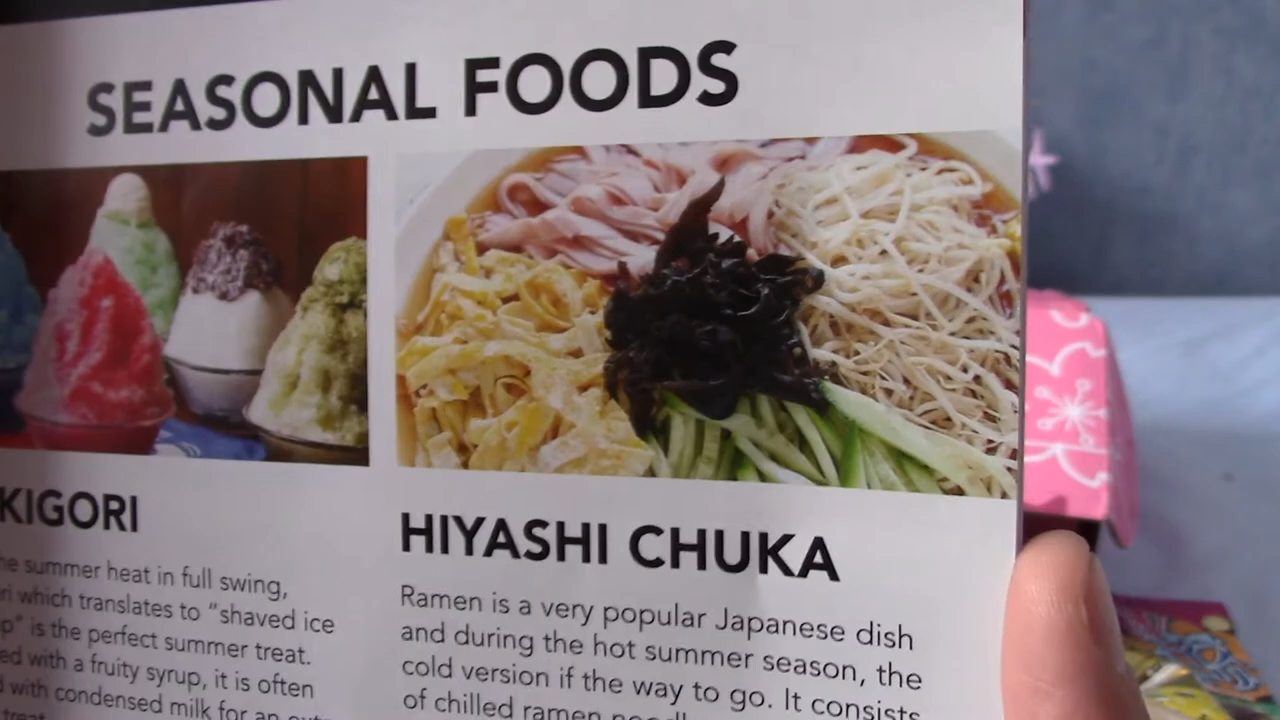 SEASONAL FOODS
KIGORI
summer heat in full swing,
which translates to "shaved ice
is the perfect summer treat.
with a fruity syrup, it is often
with condensed milk for an
treat
HIYASHI CHUKA
Ramen is a very popular Japanese dish
and during the hot summer season, the
cold version if the way to go. It consists
of chilled ramen